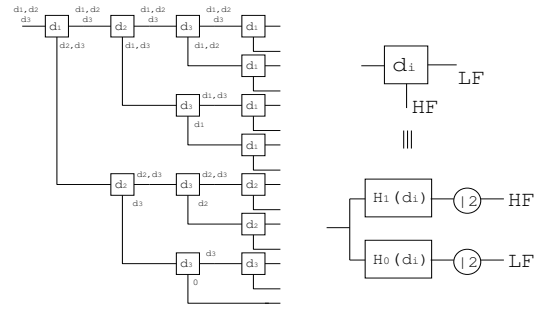 d1,d2
d3
d1,d2
d3
d1,d2
d3
d1,d2
d3
d1
d2
d3
d1
d2,d3
d1,d3
d1,d2
d1
d1,d3
d3
d1
d1
d1
d2,d3
d2,d3
d2
d3
d2
d3
d2
d2
d3
d3
d3
0
di
LF
HF
H1(di)
|2
HF
H0(di)
|2
LF